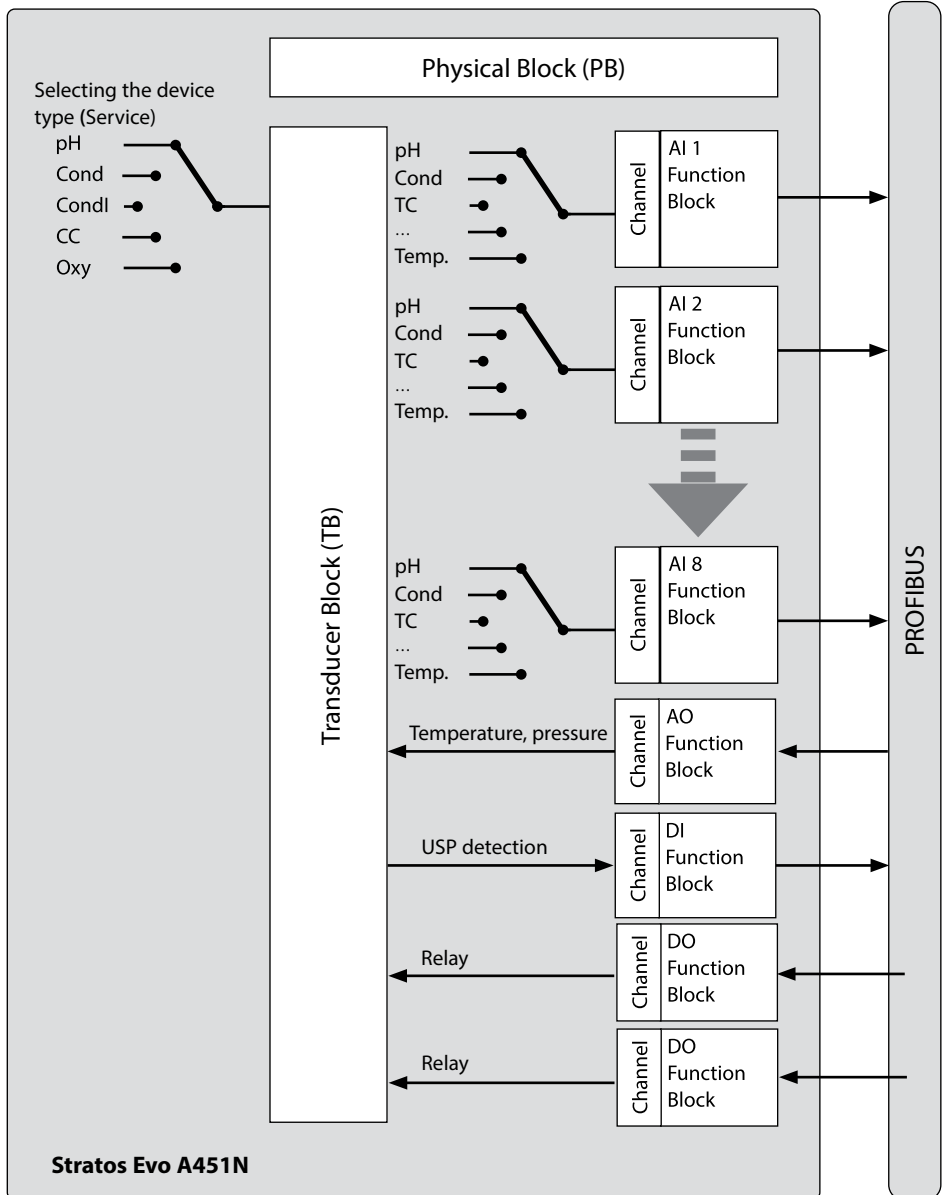 Physical Block (PB)
Selecting the device
type (Service)
pH
Cond
CondI
CC
Oxy
Transducer Block (TB)
pH
Cond
TC
...
Temp.
Channel
AI 1
Function
Block
pH
Cond
TC
...
Temp.
Channel
AI 2
Function
Block
pH
Cond
TC
...
Temp.
Channel
AI 8
Function
Block
PROFIBUS
Temperature, pressure
Channel
AO
Function
Block
USP detection
Channel
DI
Function
Block
Relay
Channel
DO
Function
Block
Relay
Channel
DO
Function
Block
Stratos Evo A451N